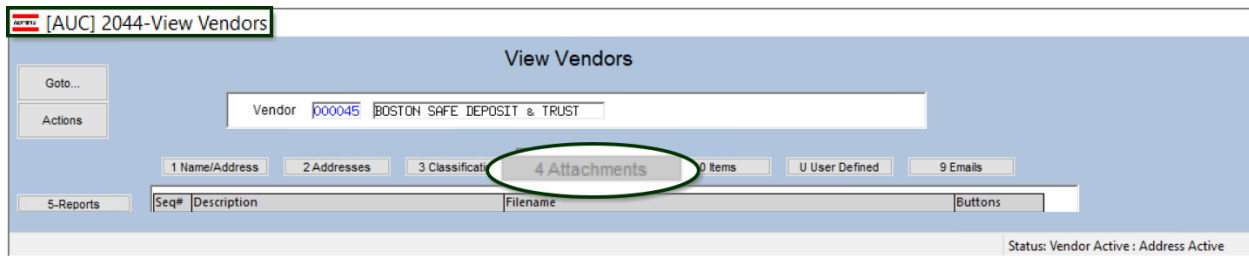 [AUC] 2044-View Vendors
View Vendors
Goto...
Actions
Vendor 000045 BOSTON SAFE DEPOSIT & TRUST
1 Name/Address 2 Addresses 3 Classificati 4 Attachments 0 Items U User Defined 9 Emails
5-Reports Seq# Description Filename Buttons
Status: Vendor Active : Address Active